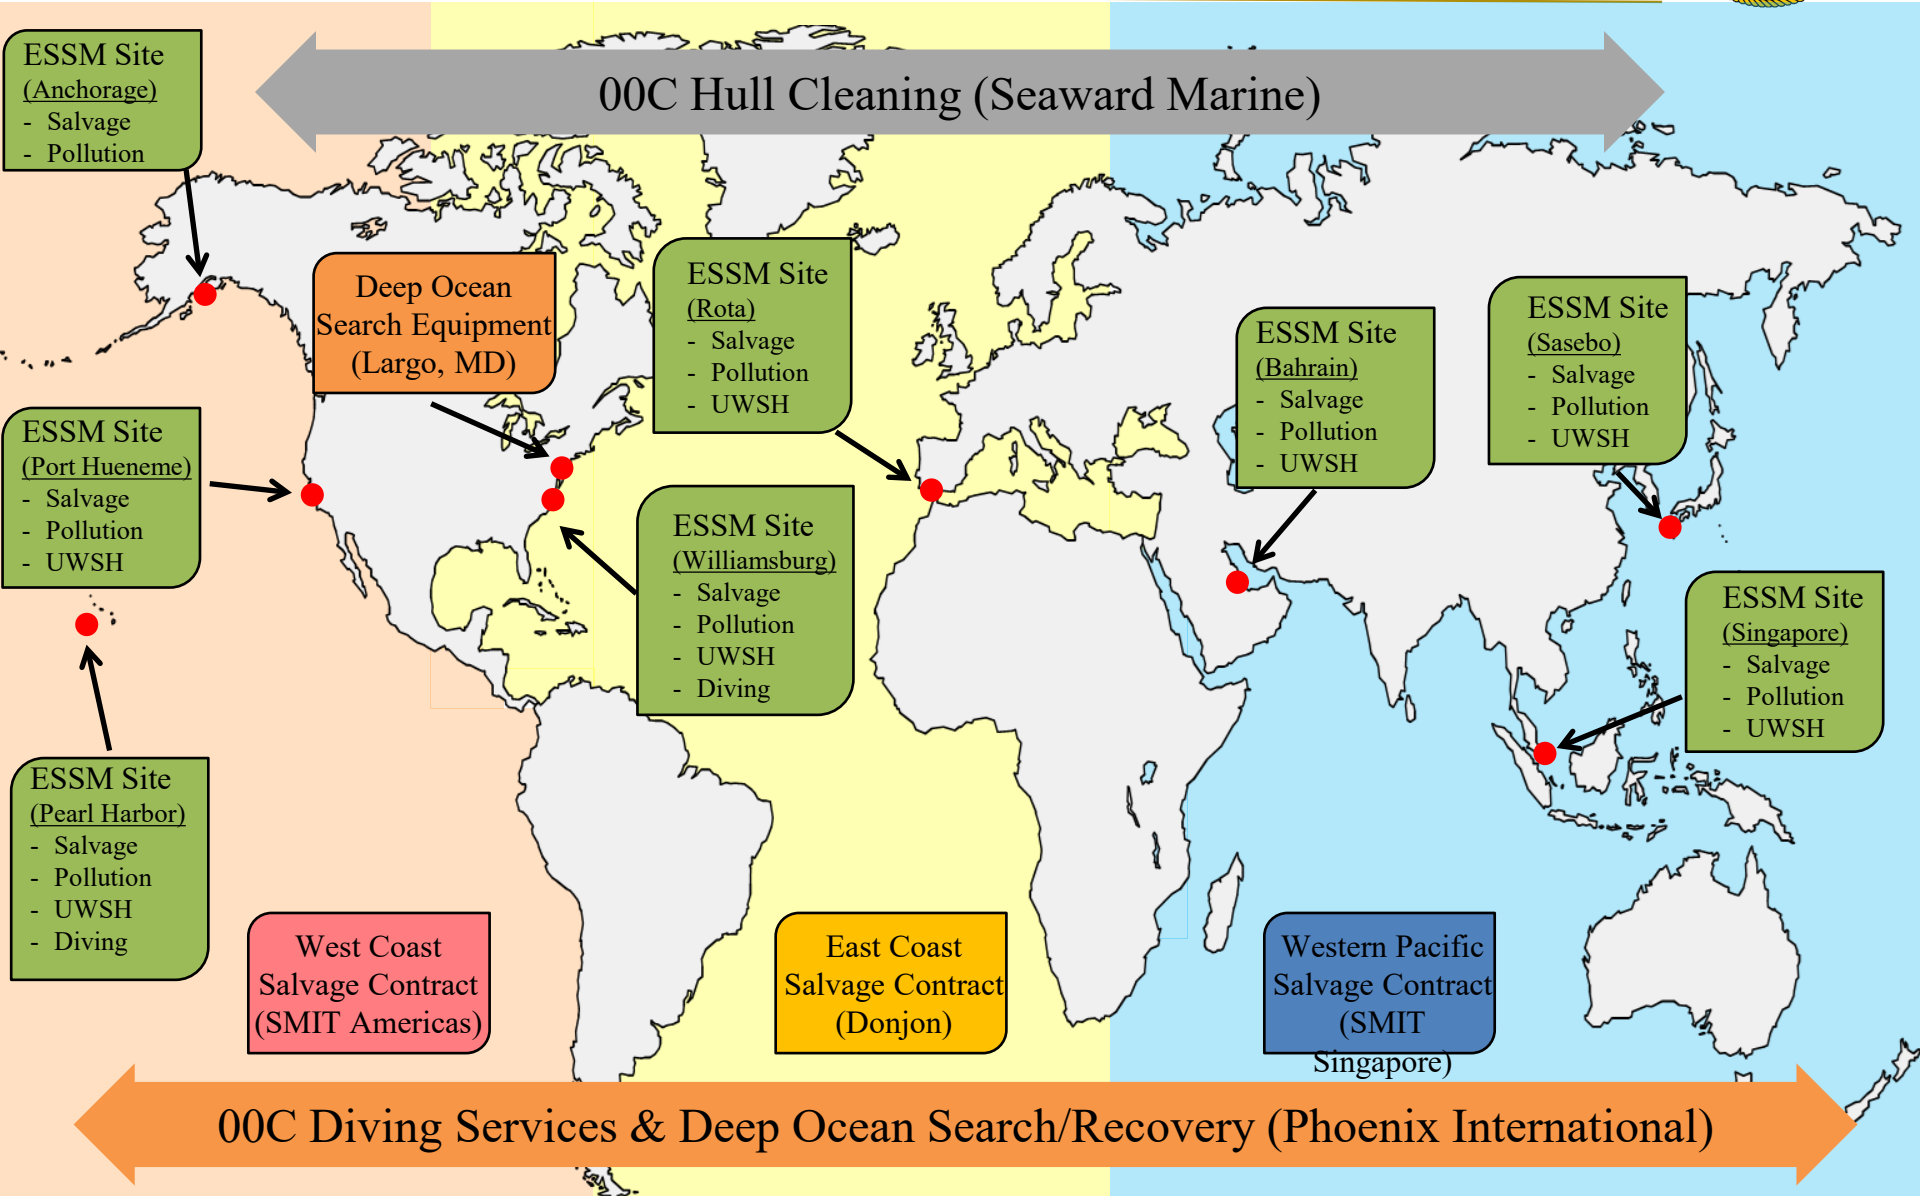 00C Hull Cleaning (Seaward Marine)
ESSM Site
(Anchorage)
- Salvage
- Pollution
Deep Ocean
Search Equipment
(Largo, MD)
ESSM Site
(Rota)
- Salvage
- Pollution
- UWSH
ESSM Site
(Bahrain)
- Salvage
- Pollution
- UWSH
ESSM Site
(Sasebo)
- Salvage
- Pollution
- UWSH
ESSM Site
(Port Hueneme)
- Salvage
- Pollution
- UWSH
ESSM Site
(Williamsburg)
- Salvage
- Pollution
- UWSH
- Diving
ESSM Site
(Singapore)
- Salvage
- Pollution
- UWSH
ESSM Site
(Pearl Harbor)
- Salvage
- Pollution
- UWSH
- Diving
West Coast
Salvage Contract
(SMIT Americas)
East Coast
Salvage Contract
(Donjon)
Western Pacific
Salvage Contract
(SMIT
Singapore)
00C Diving Services & Deep Ocean Search/Recovery (Phoenix International)